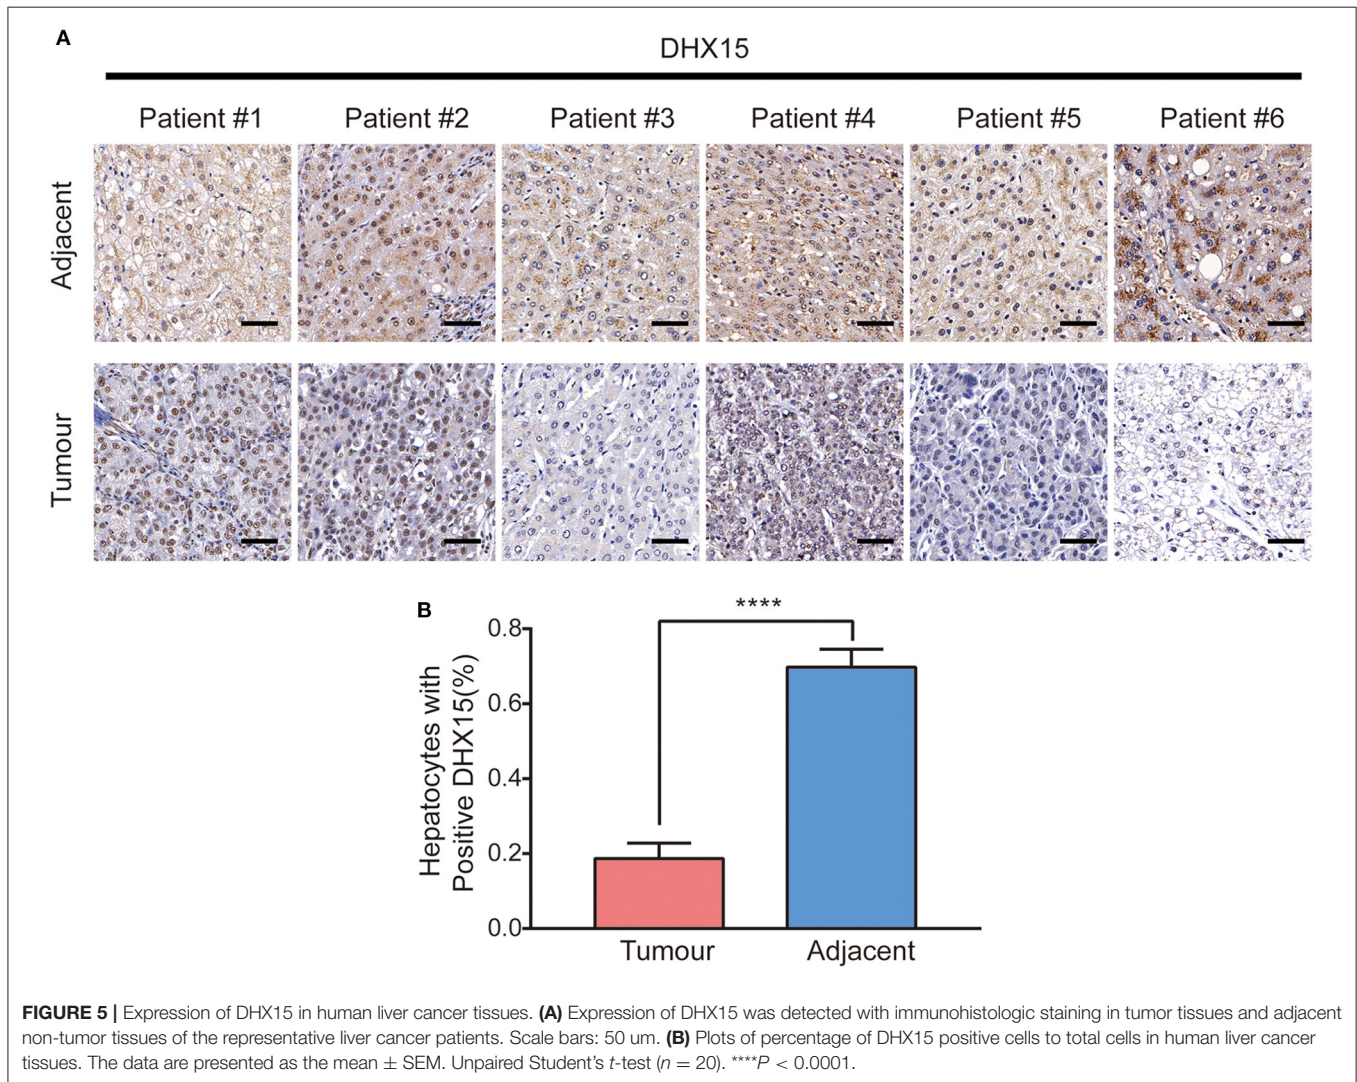 A
DHX15
Patient #1 Patient #2 Patient #3 Patient #4 Patient #5 Patient #6
Adjacent
Tumour
B
****
0.8
0.6
0.4
0.2
0.0
Hepatocytes with
Positive DHX15(%)
Tumour Adjacent
FIGURE 5 | Expression of DHX15 in human liver cancer tissues. (A) Expression of DHX15 was detected with immunohistologic staining in tumor tissues and adjacent
non-tumor tissues of the representative liver cancer patients. Scale bars: 50 um. (B) Plots of percentage of DHX15 positive cells to total cells in human liver cancer
tissues. The data are presented as the mean ± SEM. Unpaired Student's t-test (n = 20). ****P < 0.0001.